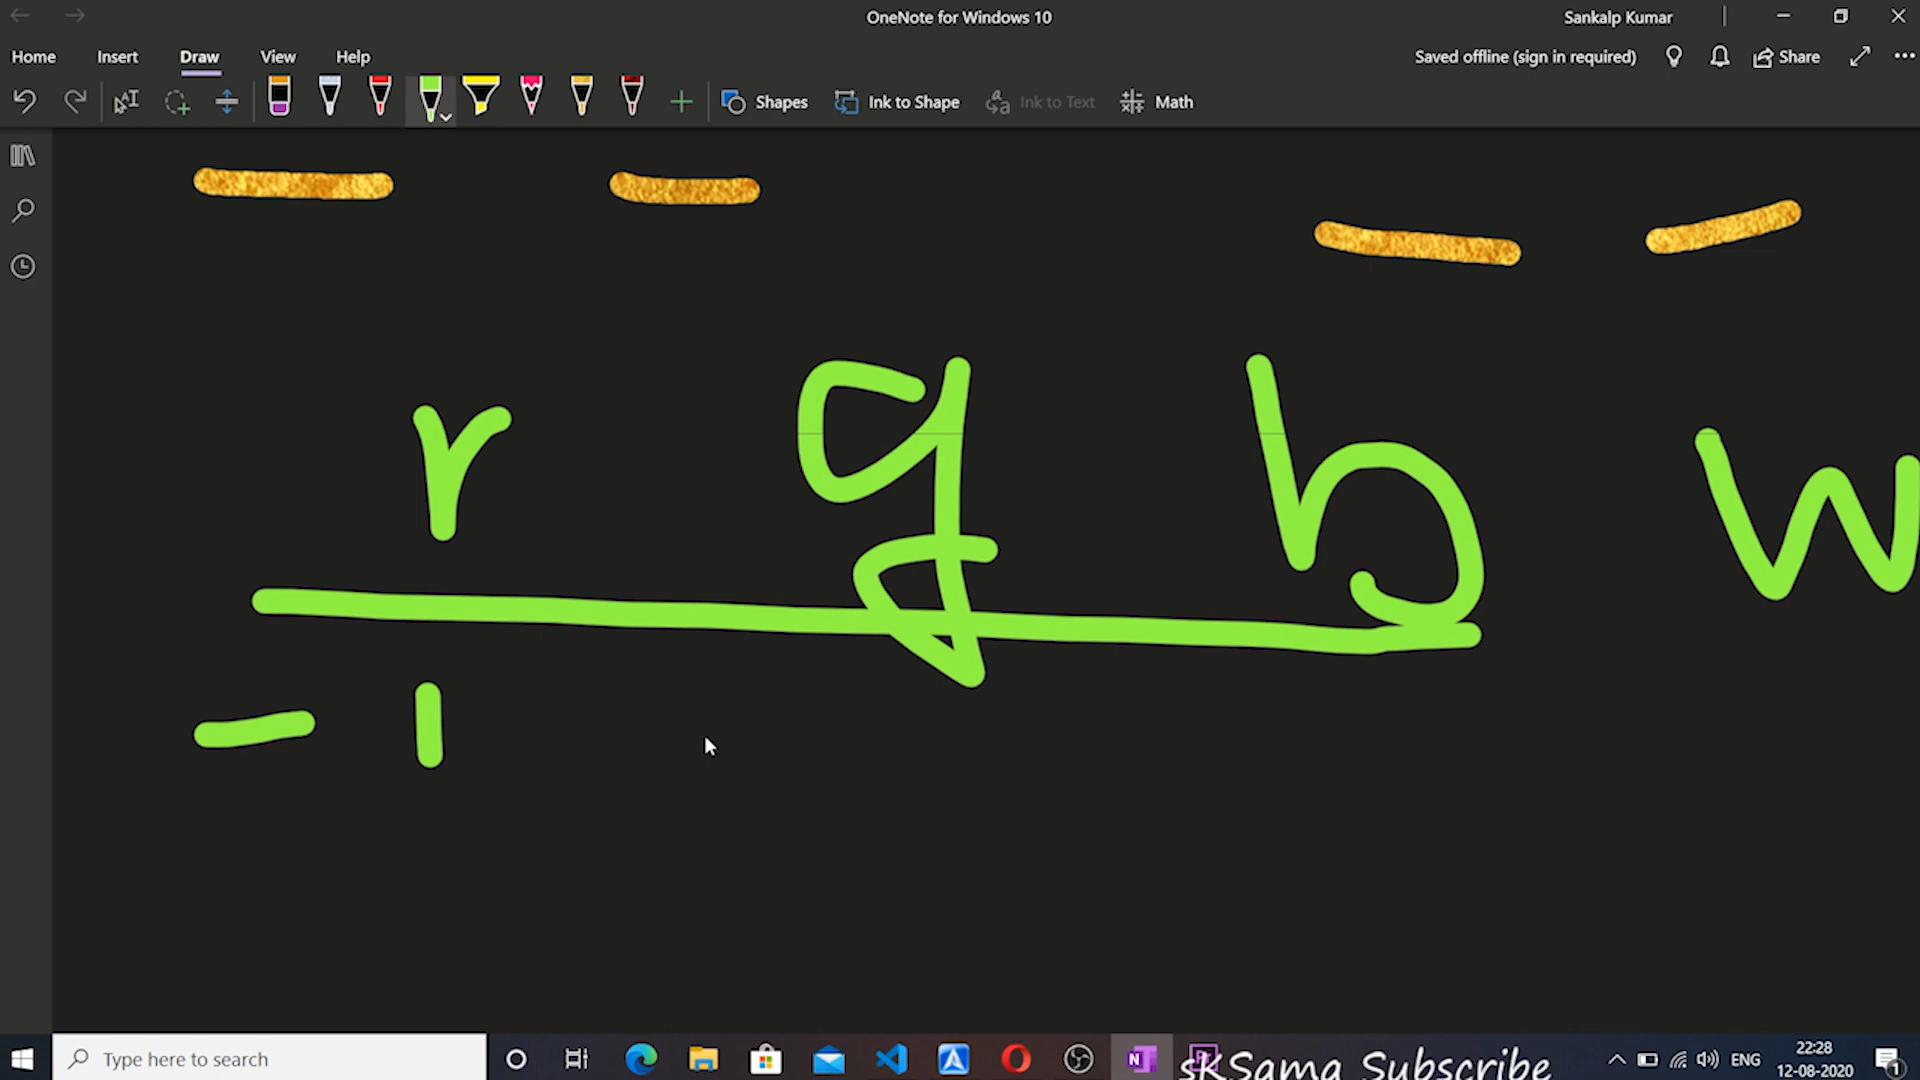 OneNote for Windows 10
Sankalp Kumar
Home Insert Draw View Help
Saved offline (sign in required) Share
Shapes Ink to Shape Ink to Text Math
r g b w
- 1
Type here to search
sKSama Subscribe
ENG
22:28
12-08-2020
1